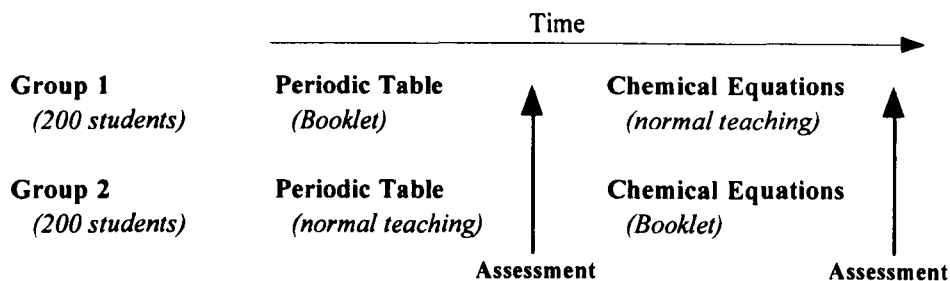 Time
Group 1 Periodic Table Chemical Equations
(200 students) (Booklet) (normal teaching)
Group 2 Periodic Table Chemical Equations
(200 students) (normal teaching) (Booklet)
Assessment Assessment